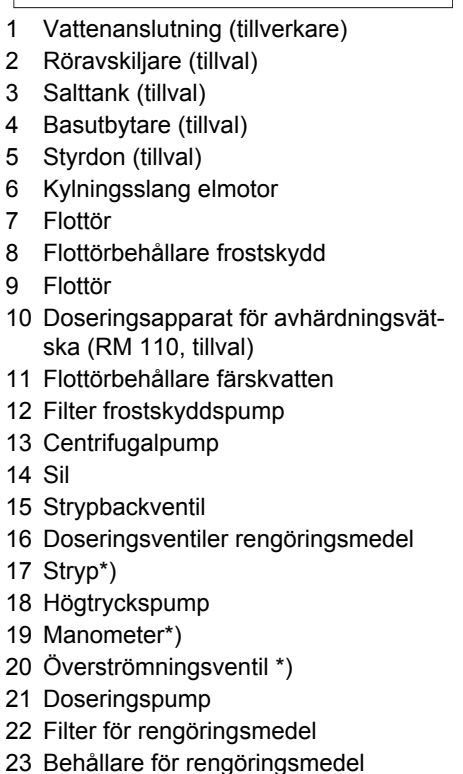 1 Vattenanslutning (tillverkare)
2 Röravskiljare (tillval)
3 Salttank (tillval)
4 Basutbytare (tillval)
5 Styrdon (tillval)
6 Kylningsslang elmotor
7 Flottör
8 Flottörbehållare frostskydd
9 Flottör
10 Doseringsapparat för avhärdningsvät-
ska (RM 110, tillval)
11 Flottörbehållare färskvatten
12 Filter frostskyddspump
13 Centrifugalpump
14 Sil
15 Strypbackventil
16 Doseringsventiler rengöringsmedel
17 Stryp*)
18 Högtryckspump
19 Manometer*)
20 Överströmningsventil *)
21 Doseringspump
22 Filter för rengöringsmedel
23 Behållare för rengöringsmedel